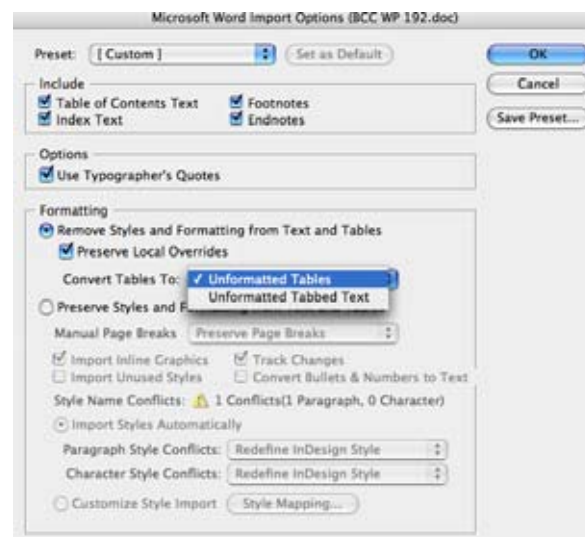 Microsoft Word Import Options (BCC WP 192.doc)
Preset: [ Custom ] Set as Default OK
Include Cancel
Table of Contents Text Footnotes
Index Text Endnotes Save Preset...
Options
Use Typographer's Quotes
Formatting
Remove Styles and Formatting from Text and Tables
Preserve Local Overrides
Convert Tables To: ✓ Unformatted Tables
Unformatted Tabbed Text
Preserve Styles and
Manual Page Breaks Preserve Page Breaks
Import Inline Graphics Track Changes
Import Unused Styles Convert Bullets & Numbers to Text
Style Name Conflicts: 1 Conflicts(1 Paragraph, 0 Character)
Import Styles Automatically
Paragraph Style Conflicts: Redefine InDesign Style
Character Style Conflicts: Redefine InDesign Style
Customize Style Import Style Mapping...